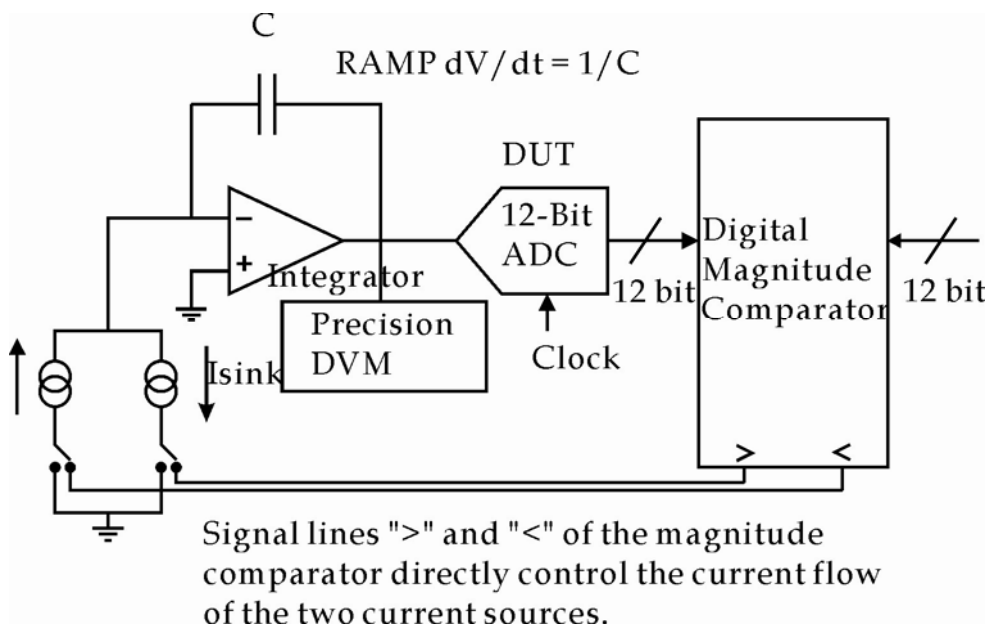 C
RAMP dV/dt = 1/C
DUT
12-Bit
ADC
Digital
Magnitude
Comparator
12 bit
12 bit
−
+
Integrator
Precision
DVM
Clock
Isink
> <
Signal lines ">" and "<" of the magnitude
comparator directly control the current flow
of the two current sources.